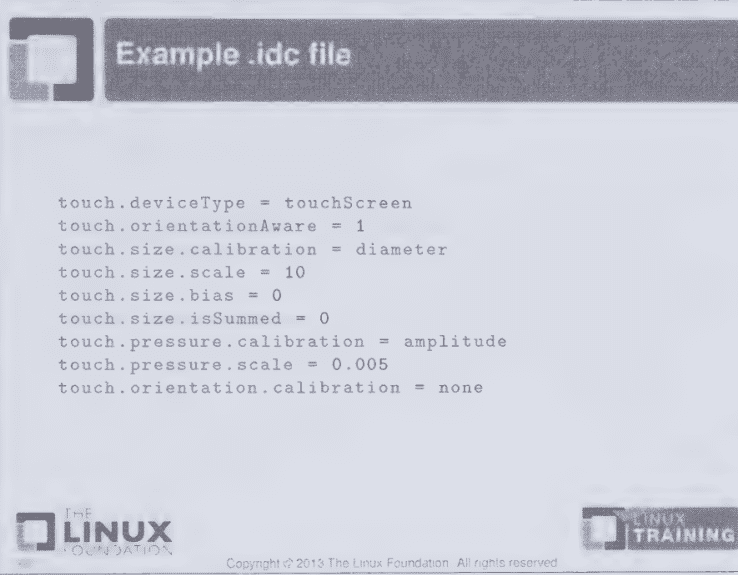 Example .idc file
touch.deviceType = touchScreen
touch.orientationAware = 1
touch.size.calibration = diameter
touch.size.scale = 10
touch.size.bias = 0
touch.size.isSummed = 0
touch.pressure.calibration = amplitude
touch.pressure.scale = 0.005
touch.orientation.calibration = none
THE
LINUX
FOUNDATION
LINUX
TRAINING
Copyright © 2013 The Linux Foundation All rights reserved